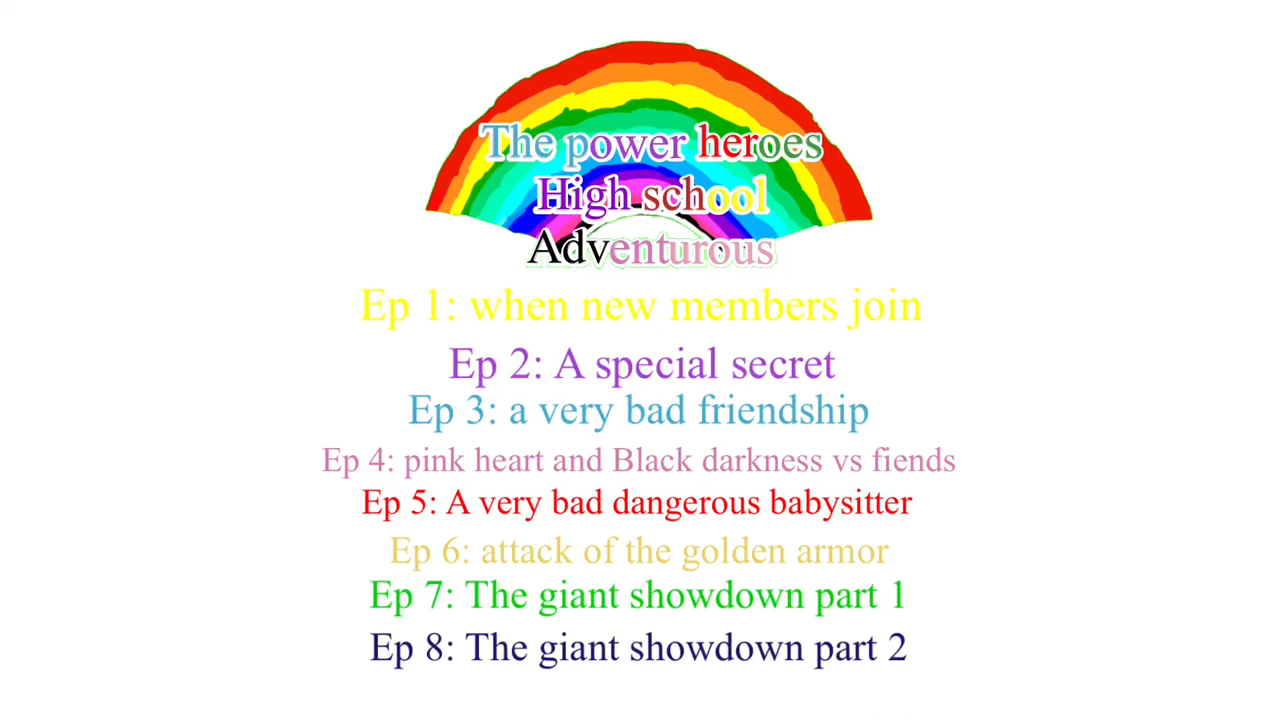 The power heroes
High school
Adventurous
Ep 1: when new members join
Ep 2: A special secret
Ep 3: a very bad friendship
Ep 4: pink heart and Black darkness vs fiends
Ep 5: A very bad dangerous babysitter
Ep 6: attack of the golden armor
Ep 7: The giant showdown part 1
Ep 8: The giant showdown part 2